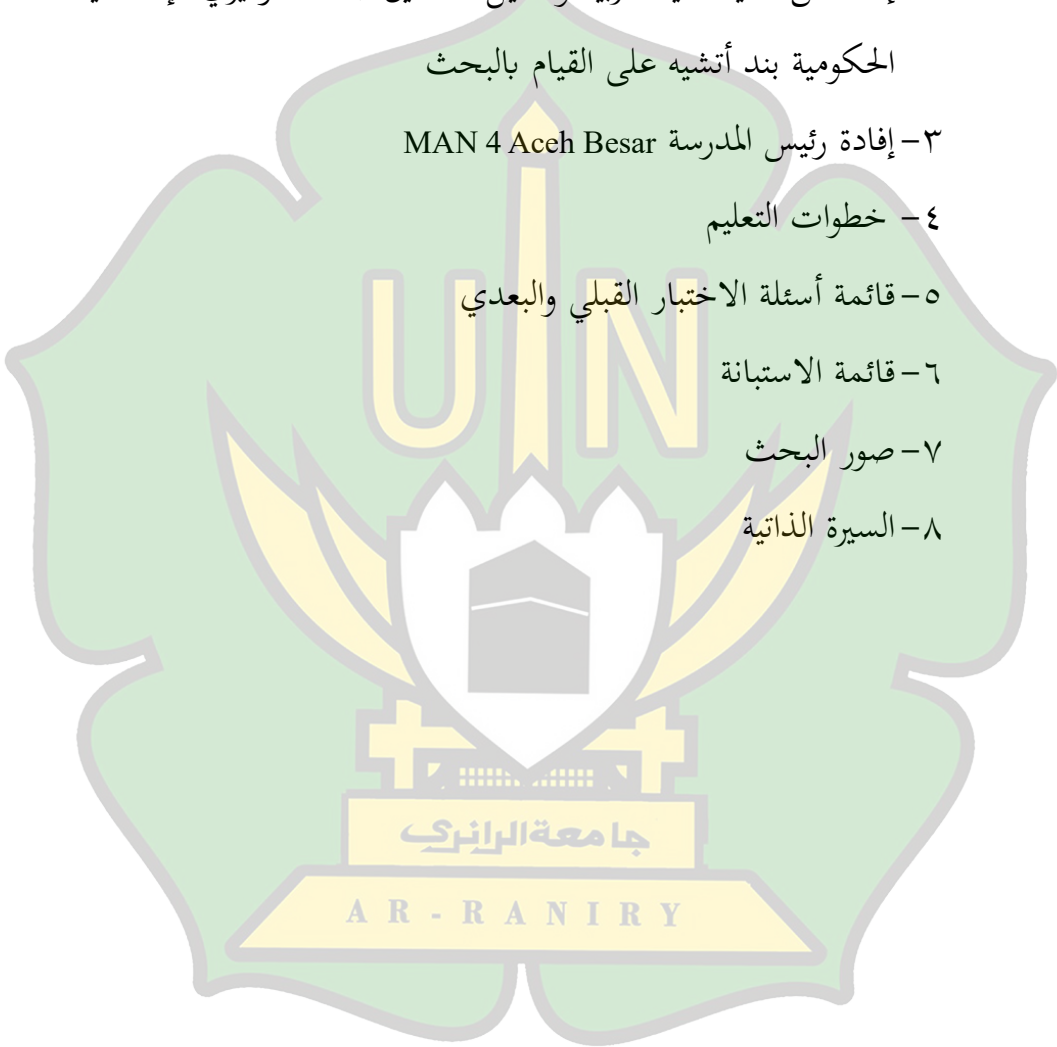 الحكومية بند أتشيه على القيام بالبحث
٣- إفادة رئيس المدرسة MAN 4 Aceh Besar
٤- خطوات التعليم
٥- قائمة أسئلة الاختبار القبلي والبعدي
٦- قائمة الاستبانة
٧- صور البحث
٨- السيرة الذاتية
UIN
جامعة الرانري
AR-RANIRY